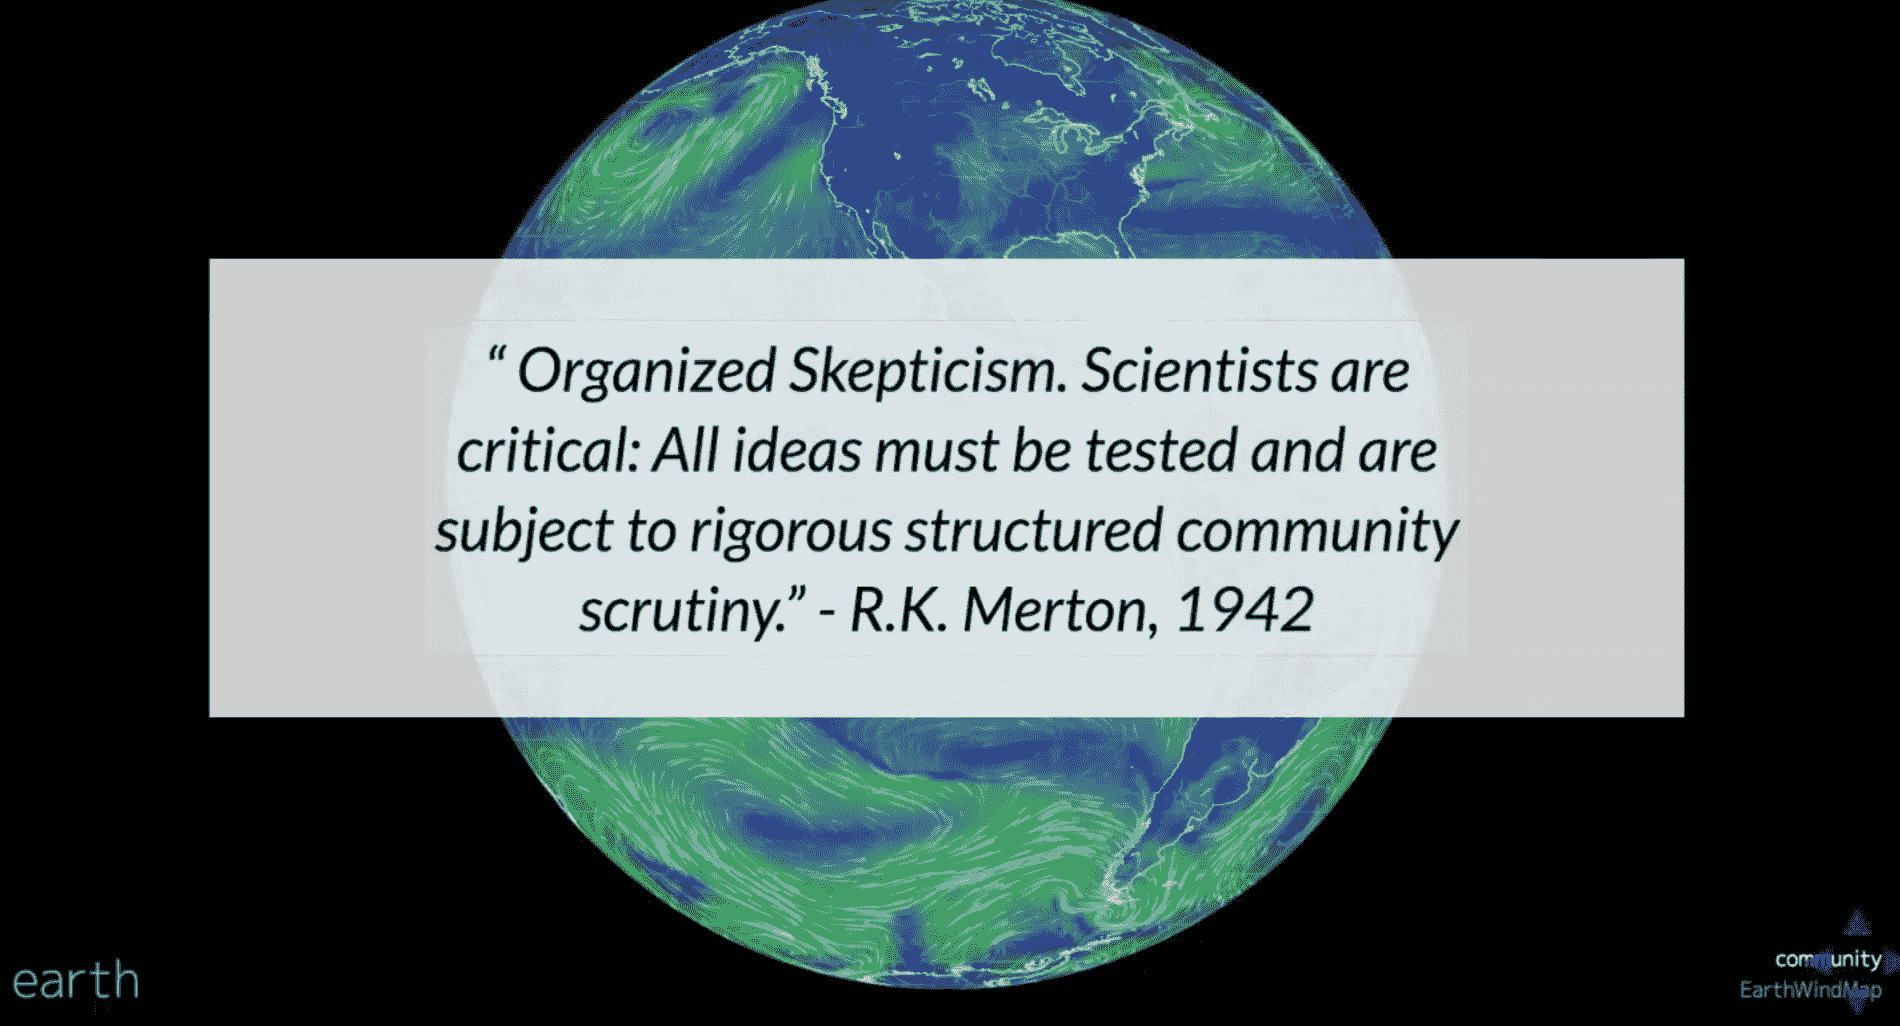 “ Organized Skepticism. Scientists are
critical: All ideas must be tested and are
subject to rigorous structured community
scrutiny.” - R.K. Merton, 1942
earth
community
EarthWindMap